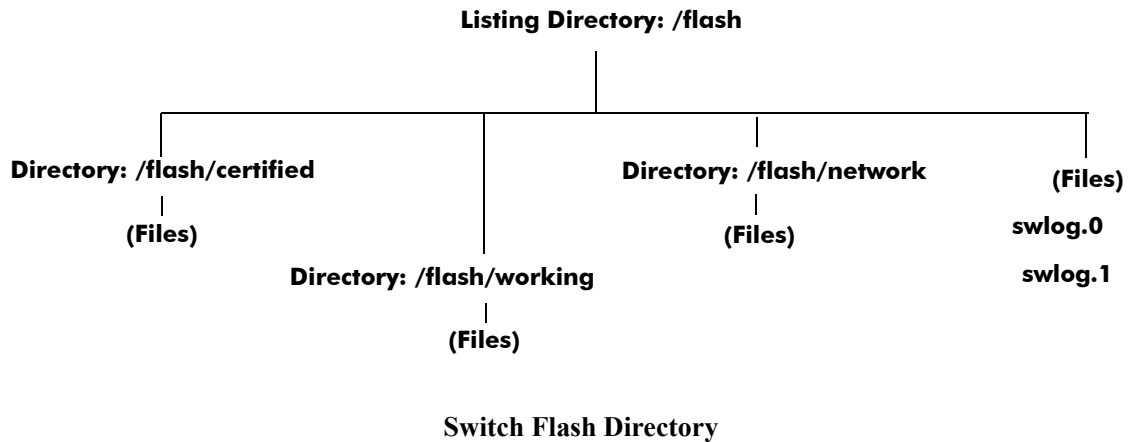 Listing Directory: /flash
Directory: /flash/certified
(Files)
Directory: /flash/working
(Files)
Directory: /flash/network
(Files)
(Files)
swlog.0
swlog.1
Switch Flash Directory